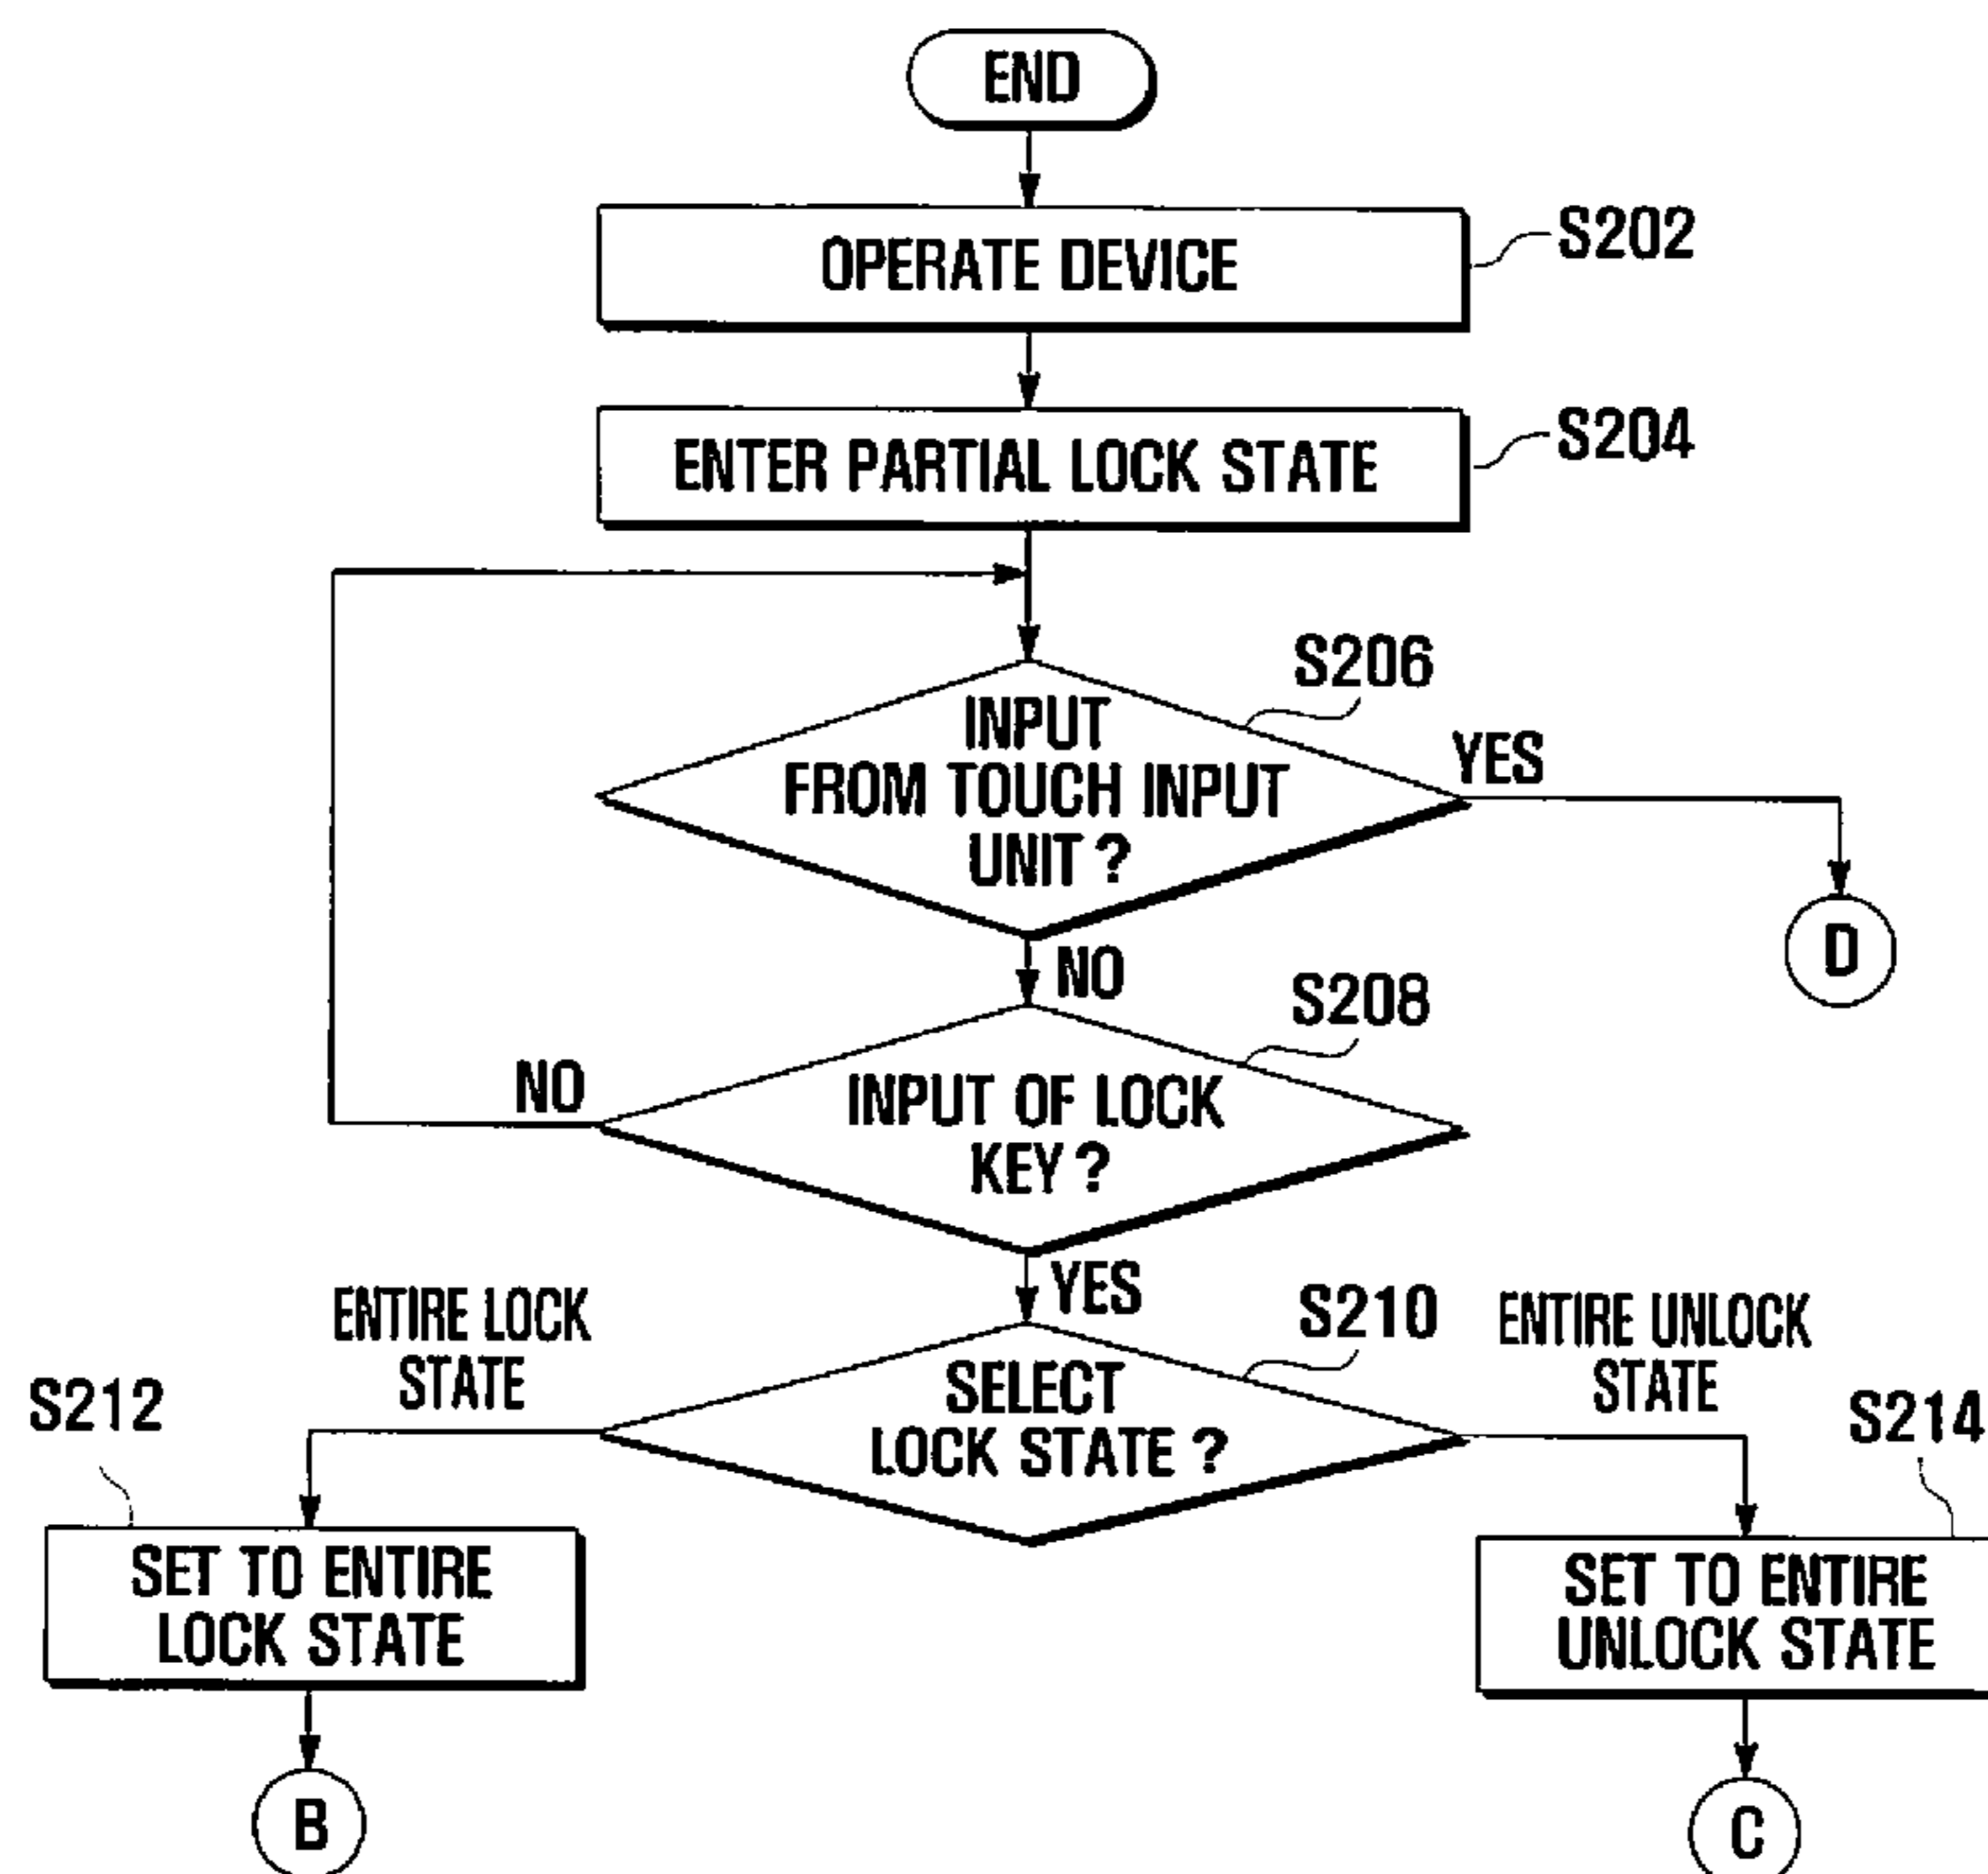 END
OPERATE DEVICE
S202
ENTER PARTIAL LOCK STATE
S204
S206
INPUT
FROM TOUCH INPUT
UNIT ?
YES
D
NO
S208
INPUT OF LOCK
KEY ?
NO
YES
S210
SELECT
LOCK STATE ?
ENTIRE LOCK
STATE
ENTIRE UNLOCK
STATE
S212
SET TO ENTIRE
LOCK STATE
S214
SET TO ENTIRE
UNLOCK STATE
B
C